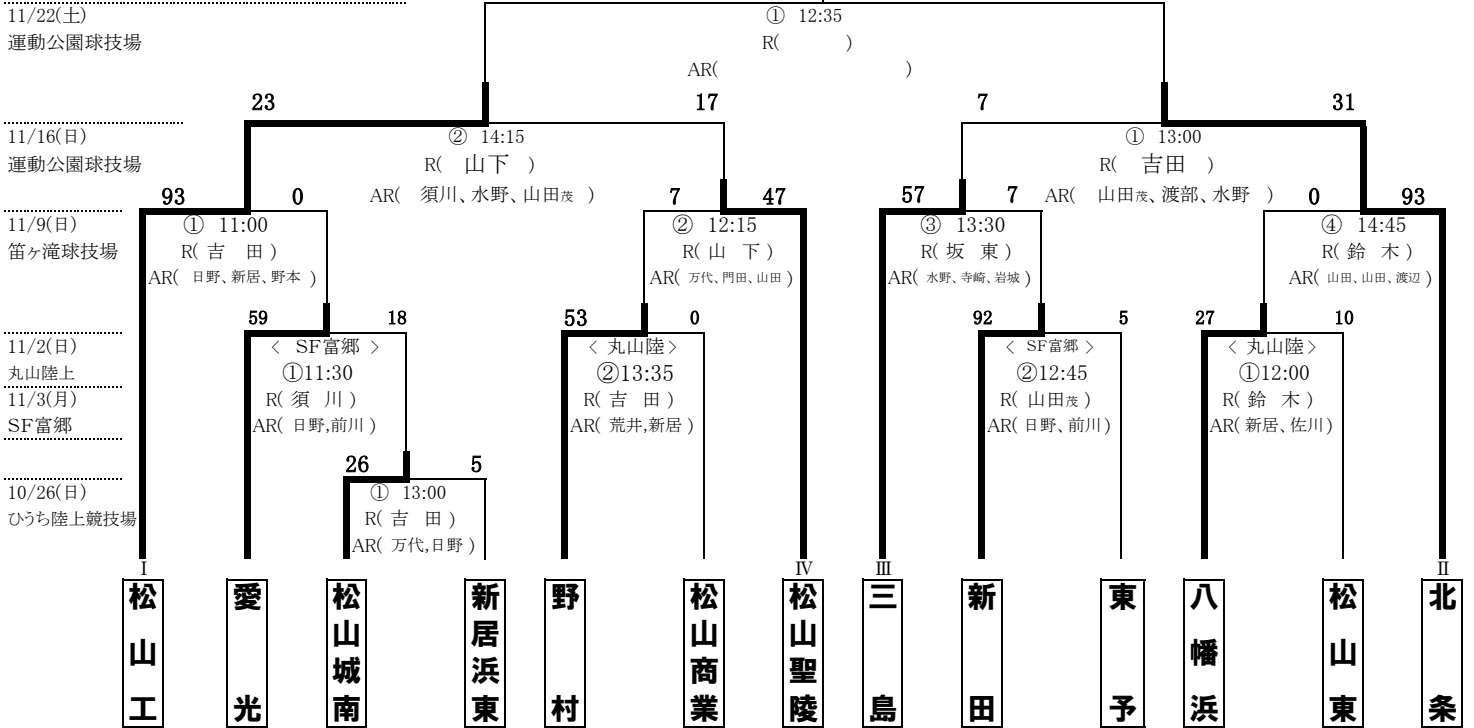 11/22(土)
運動公園球技場
① 12:35
R(　　　)
AR(　　　　　　　)
23
17
7
31
11/16(日)
運動公園球技場
② 14:15
R(　山下　)
AR(　須川、水野、山田茂　)
① 13:00
R(　吉田　)
AR(　山田茂、渡部、水野　)
93
0
7
47
57
7
0
93
11/9(日)
笛ヶ滝球技場
① 11:00
R( 吉　田 )
AR(　日野、新居、野本 )
② 12:15
R( 山　下 )
AR( 万代、門田、山田 )
③ 13:30
R( 坂　東 )
AR( 水野、寺崎、岩城 )
④ 14:45
R( 鈴　木 )
AR( 山田、山田、渡辺 )
59
18
53
0
92
5
27
10
11/2(日)
丸山陸上
11/3(月)
SF富郷
〈 SF富郷 〉
①11:30
R( 須　川 )
AR( 日野,前川 )
〈 丸山陸〉
②13:35
R( 吉　田 )
AR( 荒井,新居 )
〈 SF富郷 〉
②12:45
R( 山田茂 )
AR( 日野、前川)
〈 丸山陸〉
①12:00
R( 鈴　木 )
AR( 新居、佐川)
26
5
10/26(日)
ひうち陸上競技場
① 13:00
R( 吉　田 )
AR( 万代,日野 )
Ⅰ
Ⅳ
Ⅲ
Ⅱ
松山工
愛光
松山城南
新居浜東
野村
松山商業
松山聖陵
三島
新田
東予
八幡浜
松山東
北条